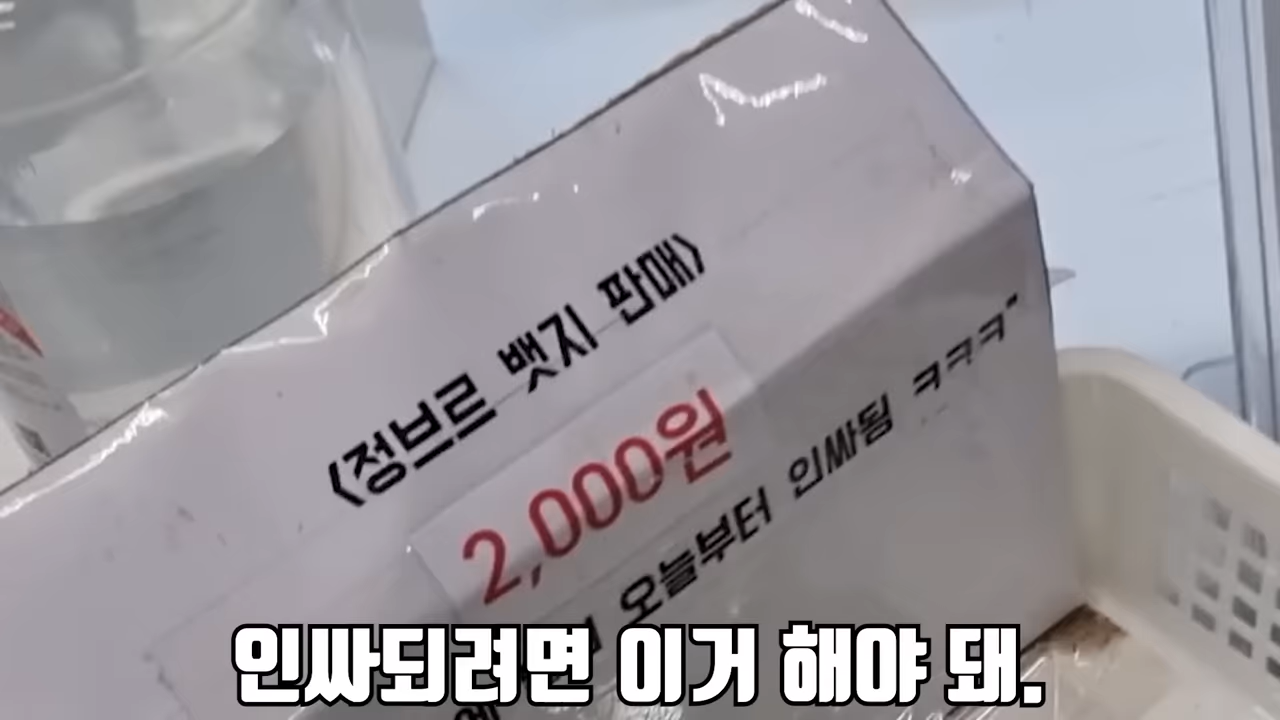 <정브르 뱃지 판매>
2,000원
오늘부터 인싸됨 ㅋㅋㅋ
인싸되려면 이거 해야 돼.